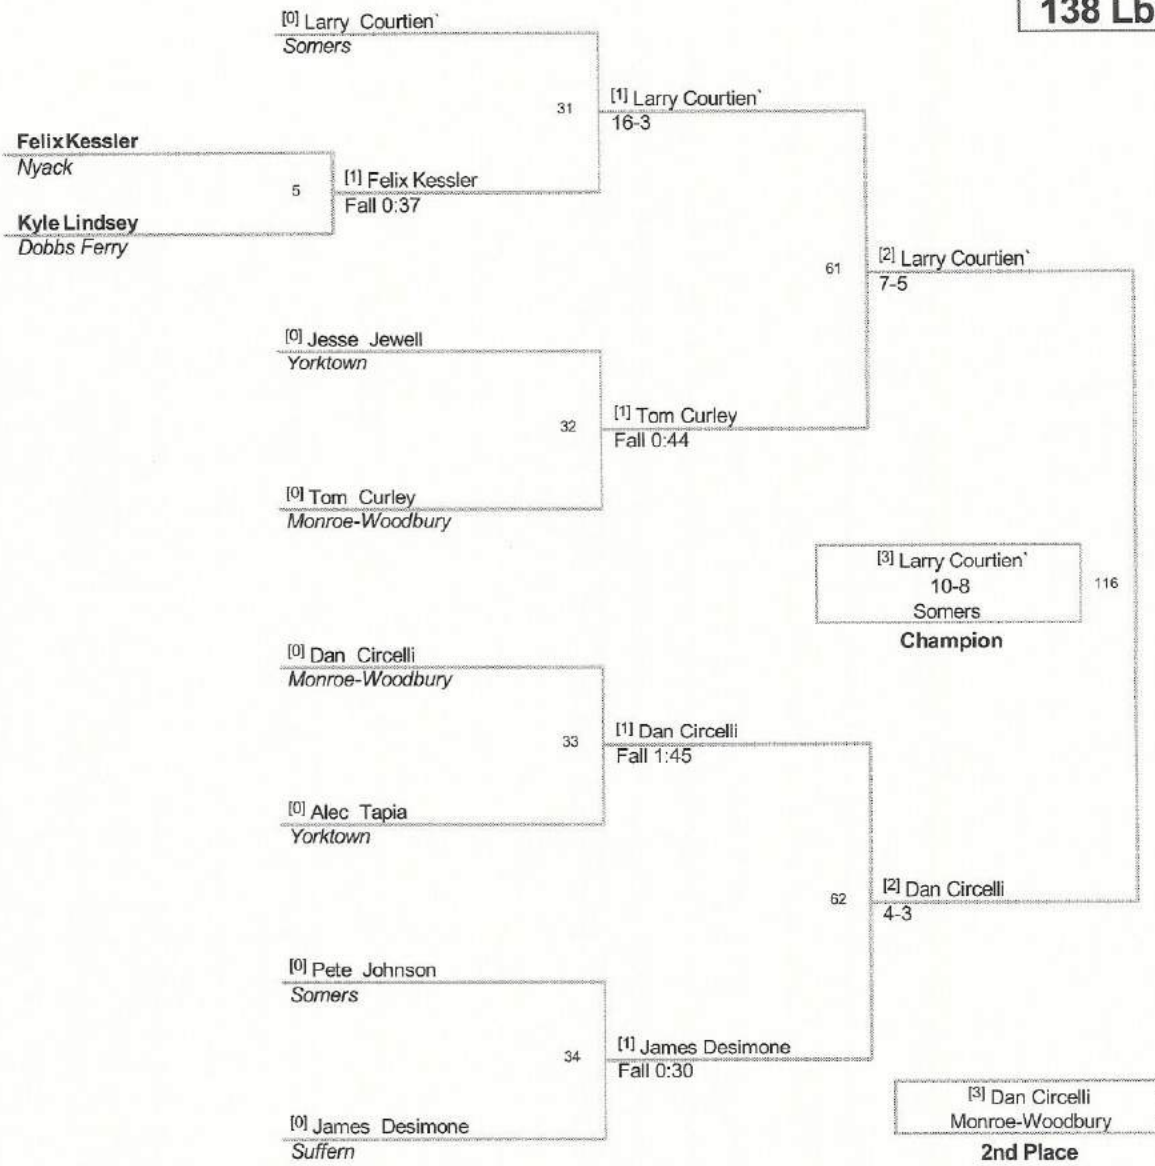 138 Lb
[0] Larry Courtien`
Somers
31
[1] Larry Courtien`
16-3
Felix Kessler
Nyack
5
[1] Felix Kessler
Fall 0:37
Kyle Lindsey
Dobbs Ferry
61
[2] Larry Courtien`
7-5
[0] Jesse Jewell
Yorktown
32
[1] Tom Curley
Fall 0:44
[0] Tom Curley
Monroe-Woodbury
[3] Larry Courtien`
10-8
Somers
116
Champion
[0] Dan Circelli
Monroe-Woodbury
33
[1] Dan Circelli
Fall 1:45
[0] Alec Tapia
Yorktown
62
[2] Dan Circelli
4-3
[0] Pete Johnson
Somers
34
[1] James Desimone
Fall 0:30
[0] James Desimone
Suffern
[3] Dan Circelli
Monroe-Woodbury
2nd Place